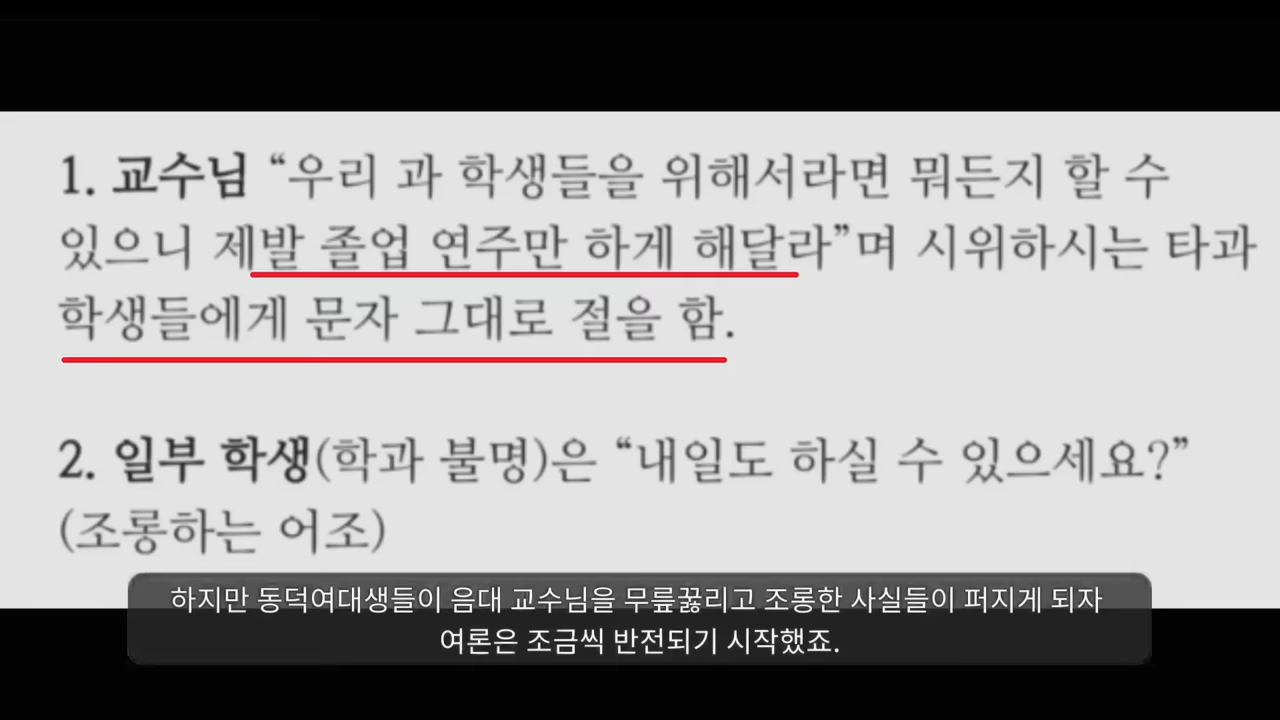 1. 교수님 “우리 과 학생들을 위해서라면 뭐든지 할 수
있으니 제발 졸업 연주만 하게 해달라”며 시위하시는 타과
학생들에게 문자 그대로 절을 함.
2. 일부 학생(학과 불명)은 “내일도 하실 수 있으세요?”
(조롱하는 어조)
하지만 동덕여대생들이 음대 교수님을 무릎꿇리고 조롱한 사실들이 퍼지게 되자
여론은 조금씩 반전되기 시작했죠.